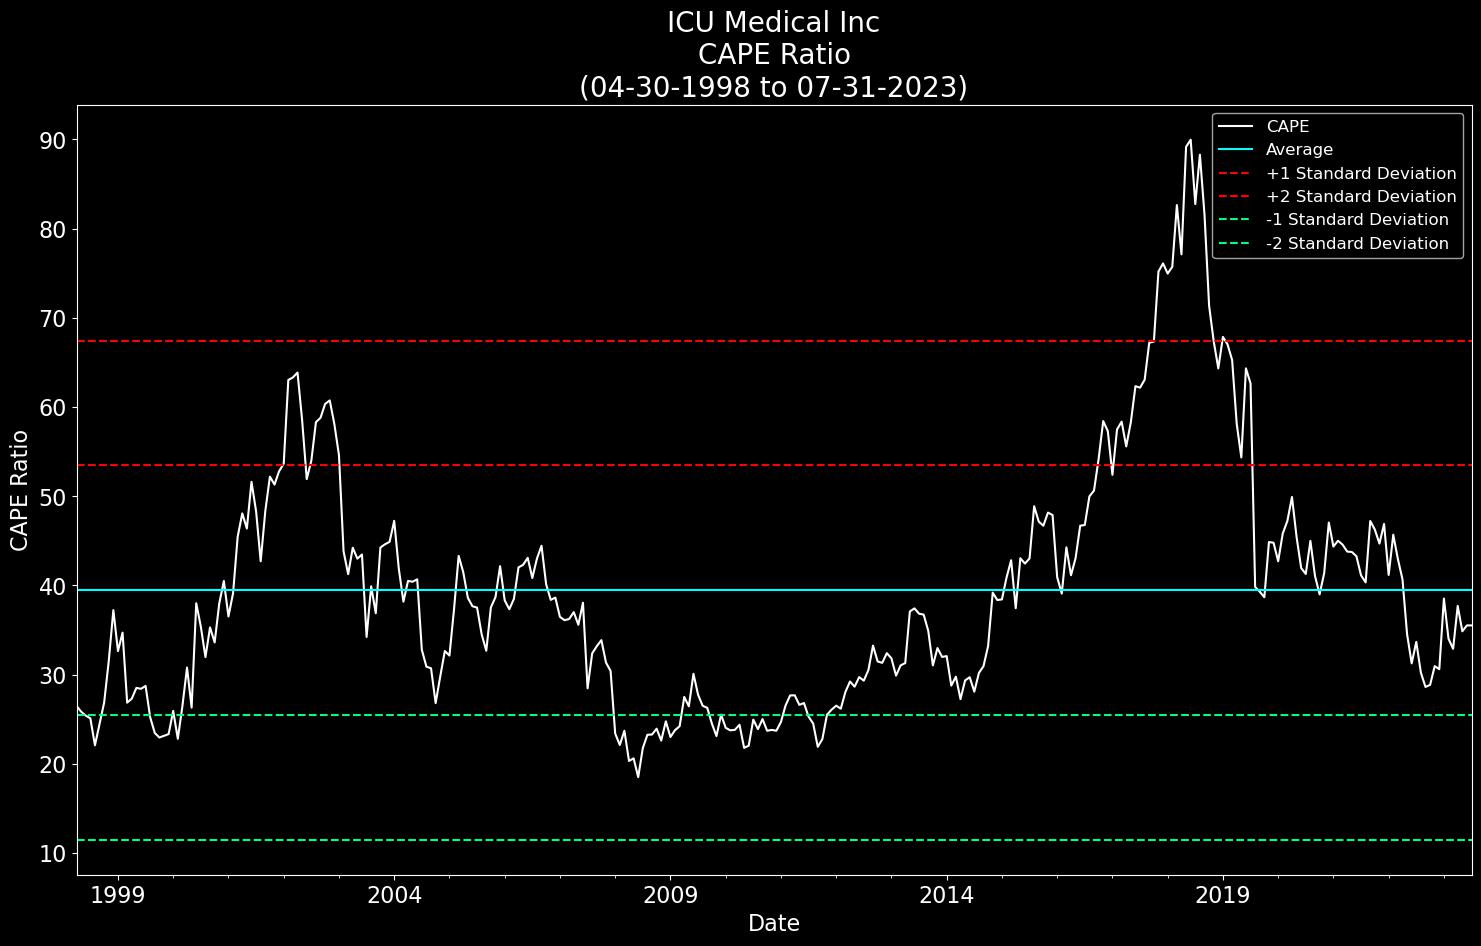 ICU Medical Inc
CAPE Ratio
(04-30-1998 to 07-31-2023)
CAPE
Average
+1 Standard Deviation
+2 Standard Deviation
-1 Standard Deviation
-2 Standard Deviation
CAPE Ratio
90
80
70
60
50
40
30
20
10
1999
2004
2009
2014
2019
Date